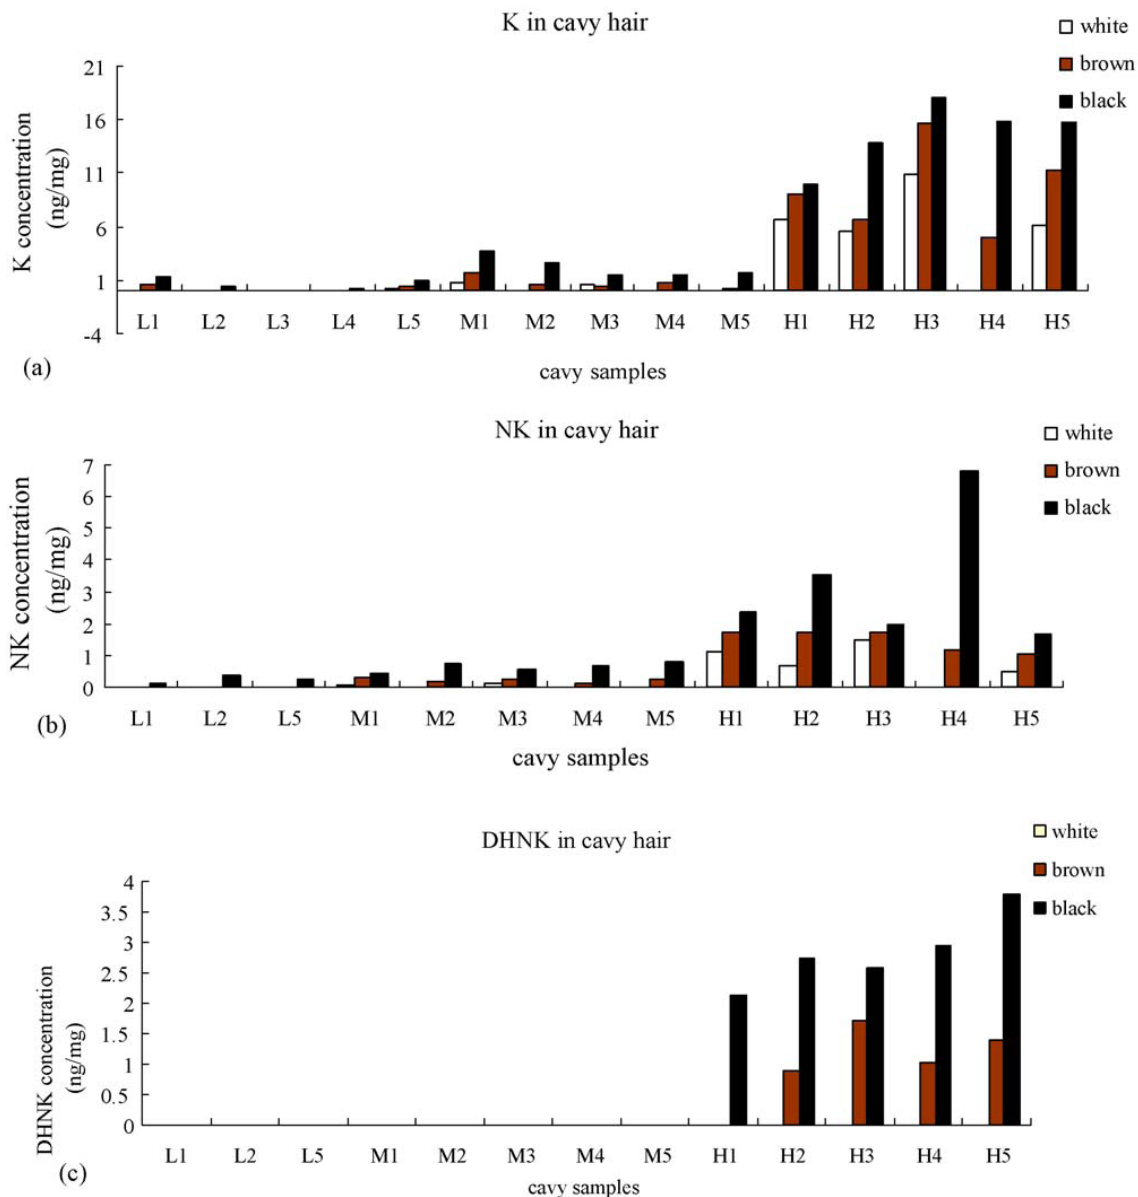 K in cavy hair
white
brown
black
K concentration
(ng/mg)
21
16
11
6
1
-4
L1 L2 L3 L4 L5 M1 M2 M3 M4 M5 H1 H2 H3 H4 H5
(a)
cavy samples
NK in cavy hair
white
brown
black
NK concentration
(ng/mg)
7
6
5
4
3
2
1
0
L1 L2 L5 M1 M2 M3 M4 M5 H1 H2 H3 H4 H5
(b)
cavy samples
DHNK in cavy hair
white
brown
black
DHNK concentration
(ng/mg)
4
3.5
3
2.5
2
1.5
1
0.5
0
L1 L2 L5 M1 M2 M3 M4 M5 H1 H2 H3 H4 H5
(c)
cavy samples